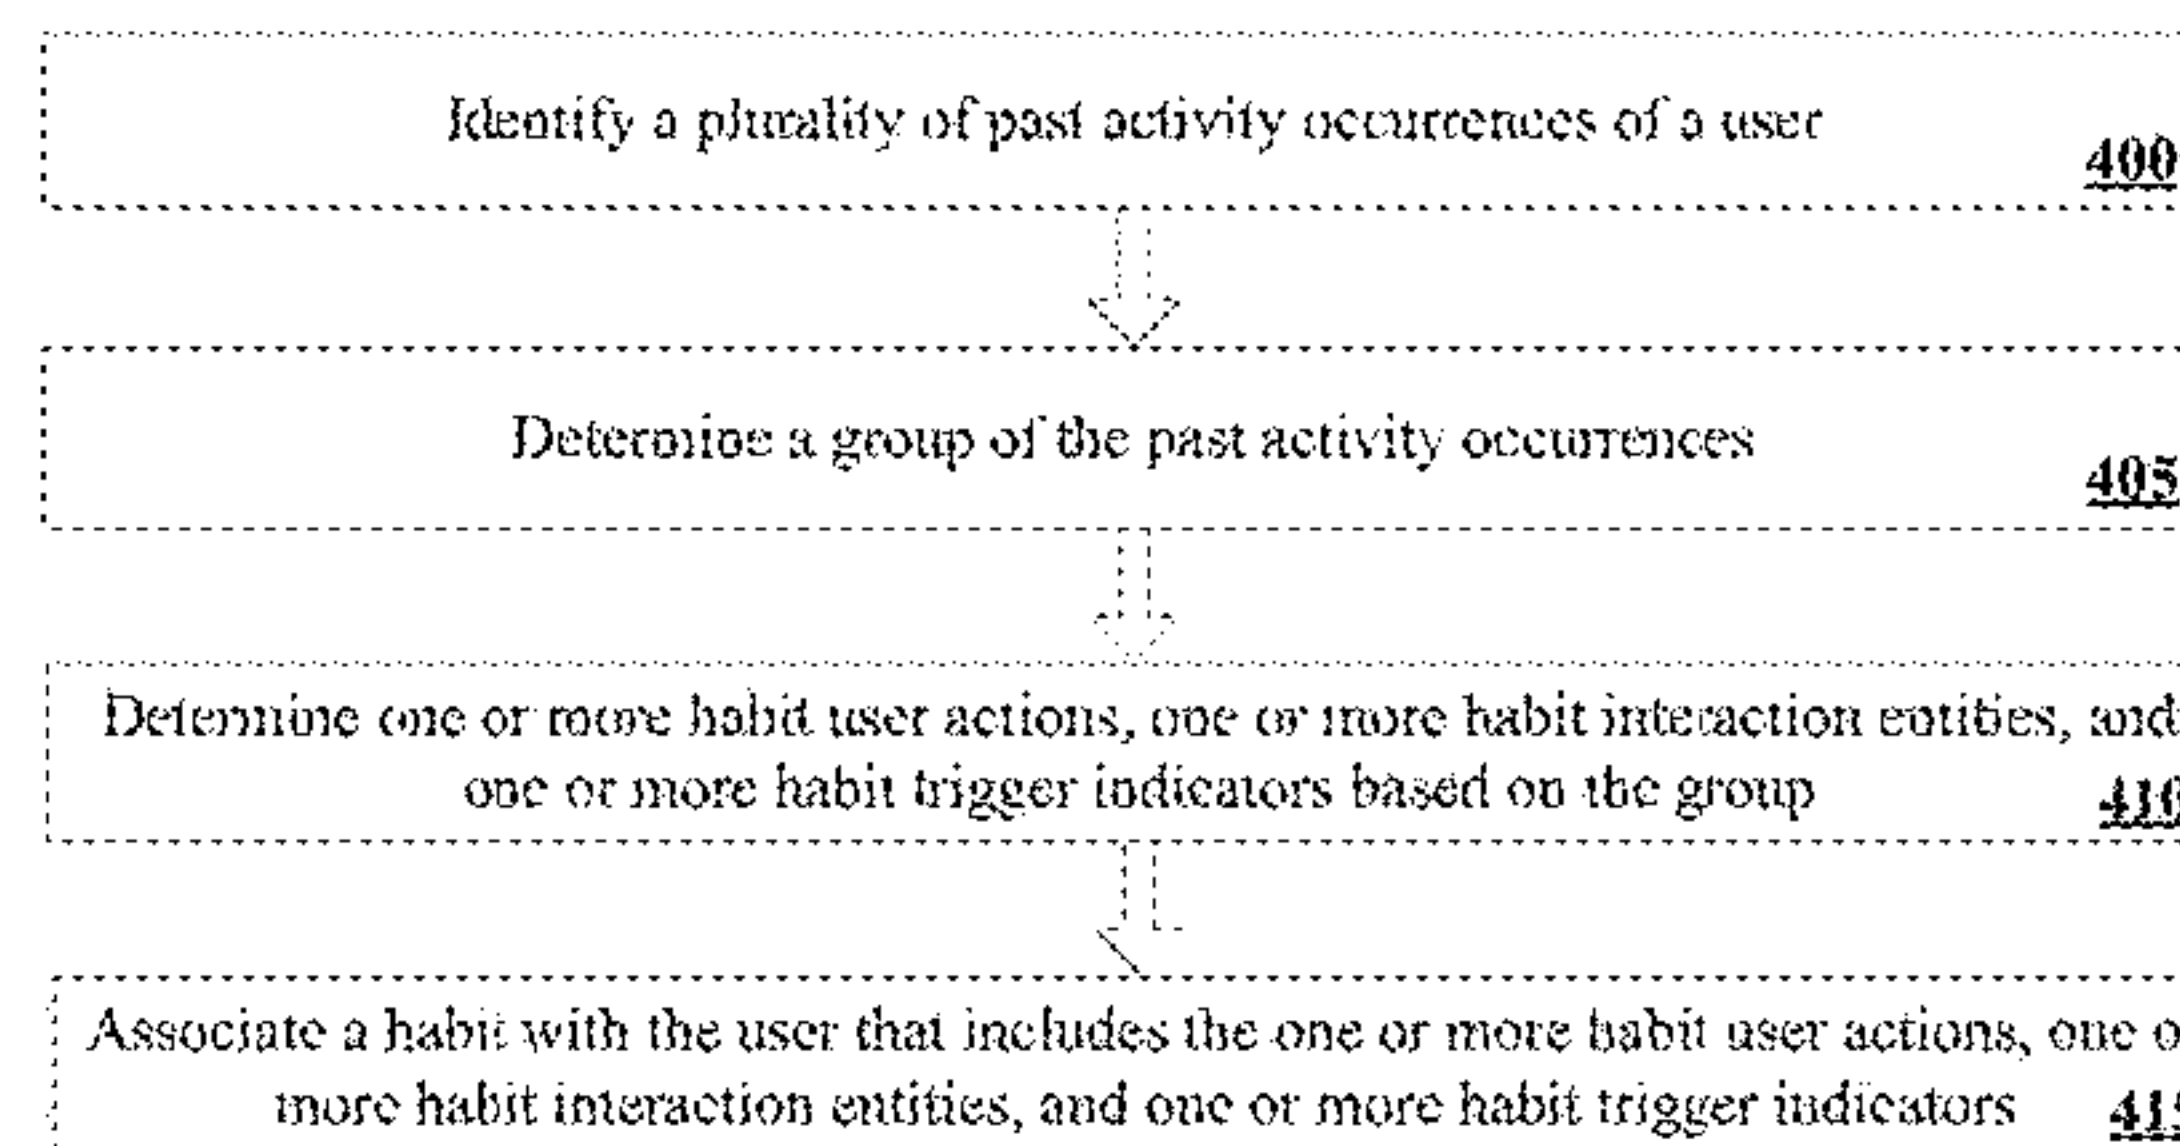 Identify a plurality of past activity occurrences of a user
400
Determine a group of the past activity occurrences
405
Determine one or more habit user actions, one or more habit interaction entities, and
one or more habit trigger indicators based on the group
410
Associate a habit with the user that includes the one or more habit user actions, one
more habit interaction entities, and one or more habit trigger indicators